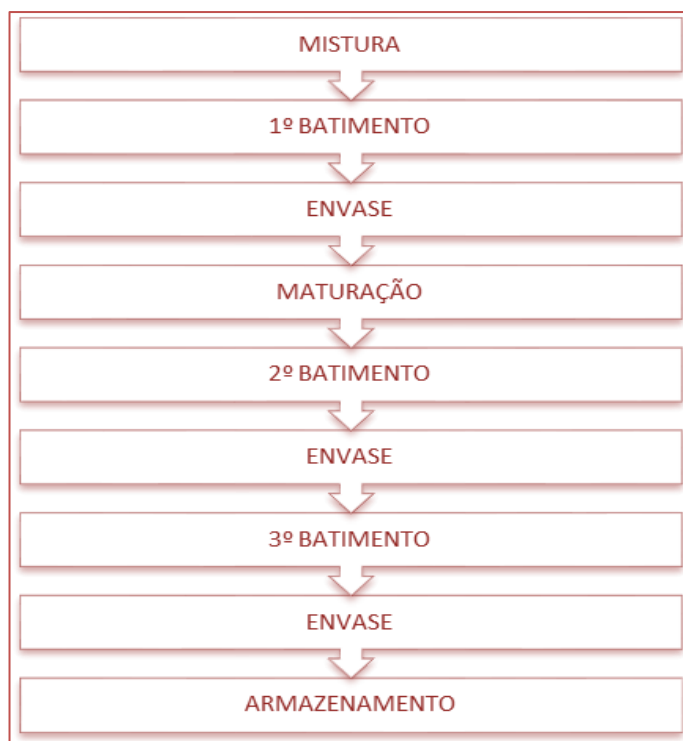 MISTURA
1º BATIMENTO
ENVASE
MATURAÇÃO
2º BATIMENTO
ENVASE
3º BATIMENTO
ENVASE
ARMAZENAMENTO